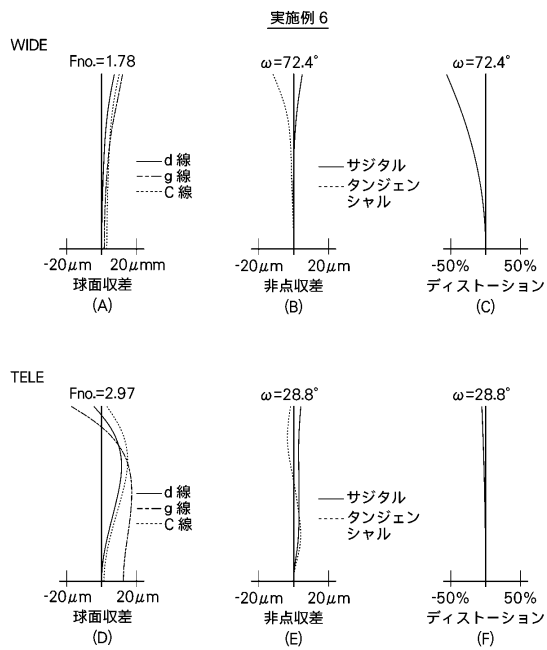 実施例 6
WIDE
Fno.=1.78
ω=72.4°
ω=72.4°
d 線
g 線
C 線
サジタル
タンジェン
シャル
-20μm 20μmm
球面収差
(A)
-20μm 20μm
非点収差
(B)
-50% 50%
ディストーション
(C)
TELE
Fno.=2.97
ω=28.8°
ω=28.8°
d 線
g 線
C 線
サジタル
タンジェン
シャル
-20μm 20μm
球面収差
(D)
-20μm 20μm
非点収差
(E)
-50% 50%
ディストーション
(F)